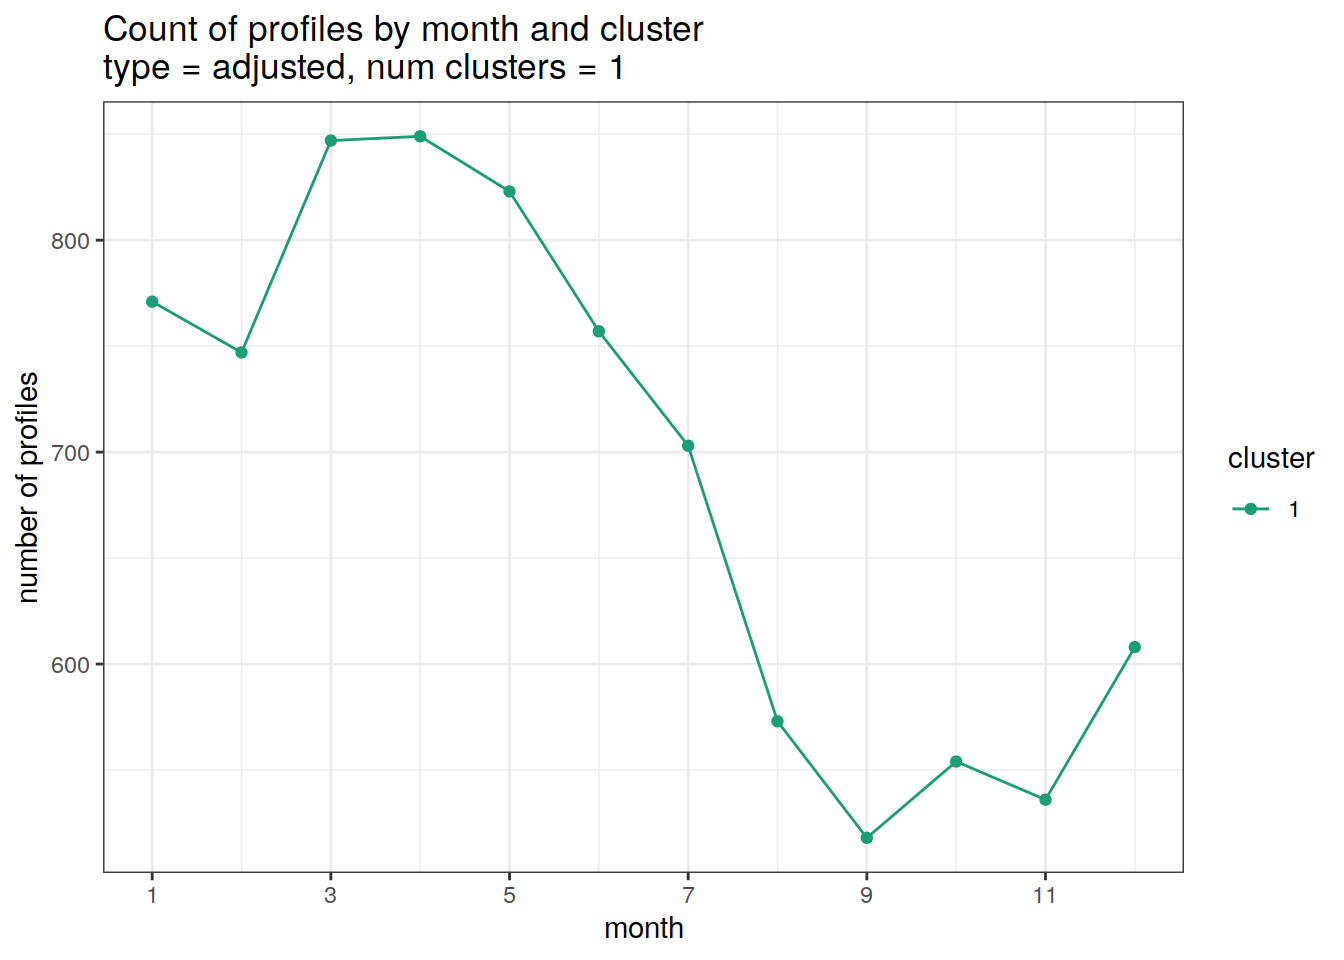 Count of profiles by month and cluster
type = adjusted, num clusters = 1
800
700
600
number of profiles
1 3 5 7 9 11
month
cluster
1